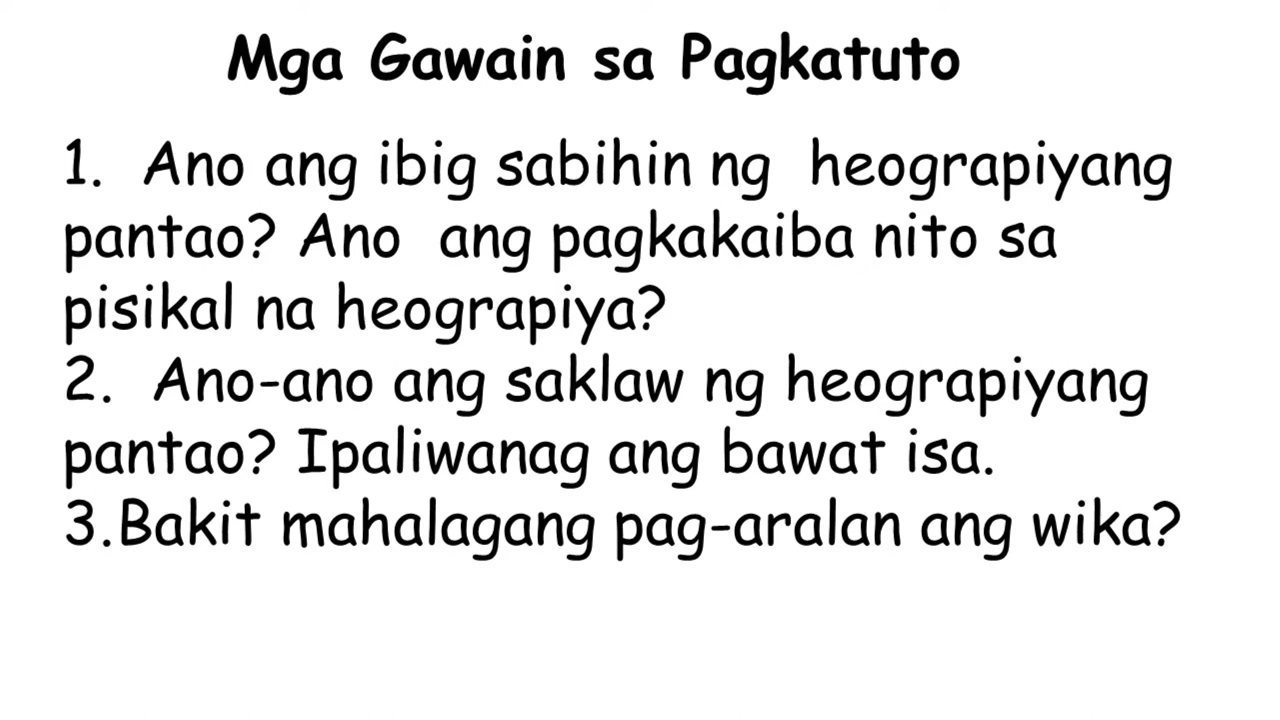 Mga Gawain sa Pagkatuto
1. Ano ang ibig sabihin ng heograpiyang
pantao? Ano ang pagkakaiba nito sa
pisikal na heograpiya?
2. Ano-ano ang saklaw ng heograpiyang
pantao? Ipaliwanag ang bawat isa.
3.Bakit mahalagang pag-aralan ang wika?